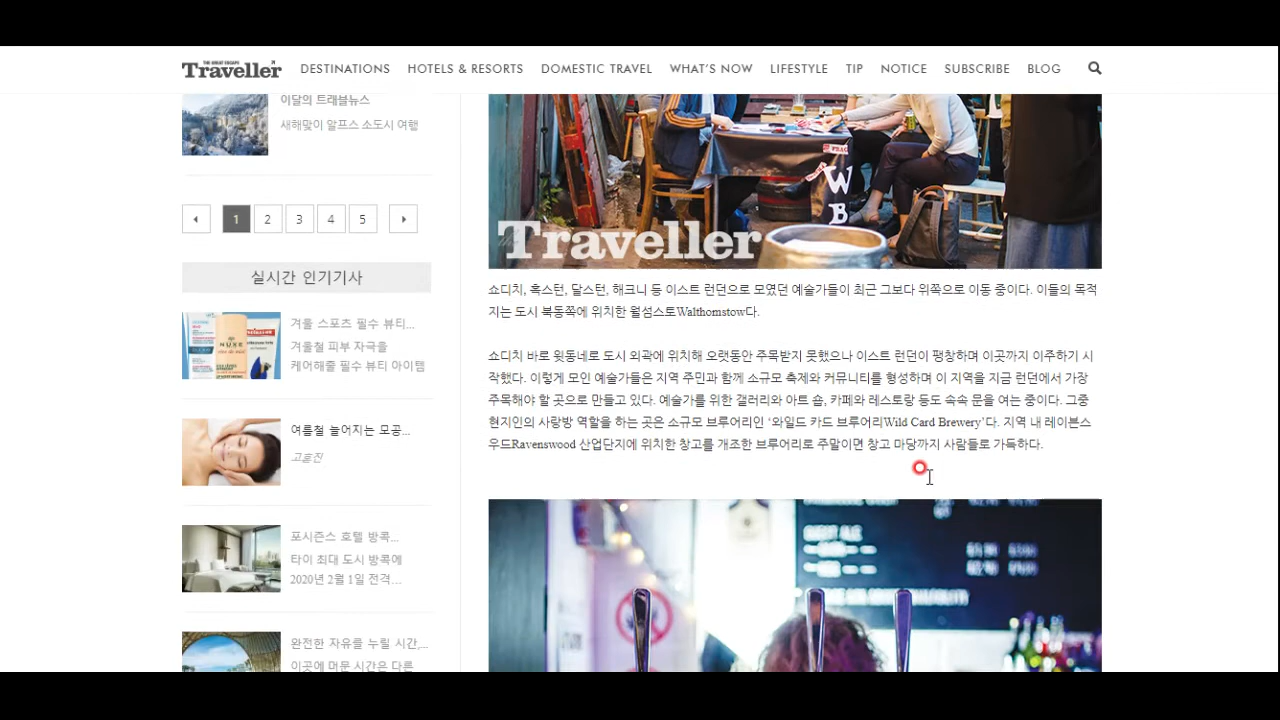 THE GREAT ESCAPE
Traveller
DESTINATIONS
HOTELS & RESORTS
DOMESTIC TRAVEL
WHAT'S NOW
LIFESTYLE
TIP
NOTICE
SUBSCRIBE
BLOG
이달의 트래블뉴스
새해맞이 알프스 소도시 여행
1
2
3
4
5
실시간 인기기사
겨울 스포츠 필수 뷰티...
겨울철 피부 자극을
케어해줄 필수 뷰티 아이템
여름철 늘어지는 모공...
고효진
포시즌스 호텔 방콕...
타이 최대 도시 방콕에
2020년 2월 1일 전격...
완전한 자유를 누릴 시간,...
이곳에 머문 시간은 다른
FRAG
W
B
Traveller
쇼디치, 혹스턴, 달스턴, 해크니 등 이스트 런던으로 모였던 예술가들이 최근 그보다 위쪽으로 이동 중이다. 이들의 목적
지는 도시 북동쪽에 위치한 월섬스토Walthomstow다.
쇼디치 바로 윗동네로 도시 외곽에 위치해 오랫동안 주목받지 못했으나 이스트 런던이 팽창하며 이곳까지 이주하기 시
작했다. 이렇게 모인 예술가들은 지역 주민과 함께 소규모 축제와 커뮤니티를 형성하며 이 지역을 지금 런던에서 가장
주목해야 할 곳으로 만들고 있다. 예술가를 위한 갤러리와 아트 숍, 카페와 레스토랑 등도 속속 문을 여는 중이다. 그중
현지인의 사랑방 역할을 하는 곳은 소규모 브루어리인 ‘와일드 카드 브루어리Wild Card Brewery’다. 지역 내 레이븐스
우드Ravenswood 산업단지에 위치한 창고를 개조한 브루어리로 주말이면 창고 마당까지 사람들로 가득하다.
GUEST ALE